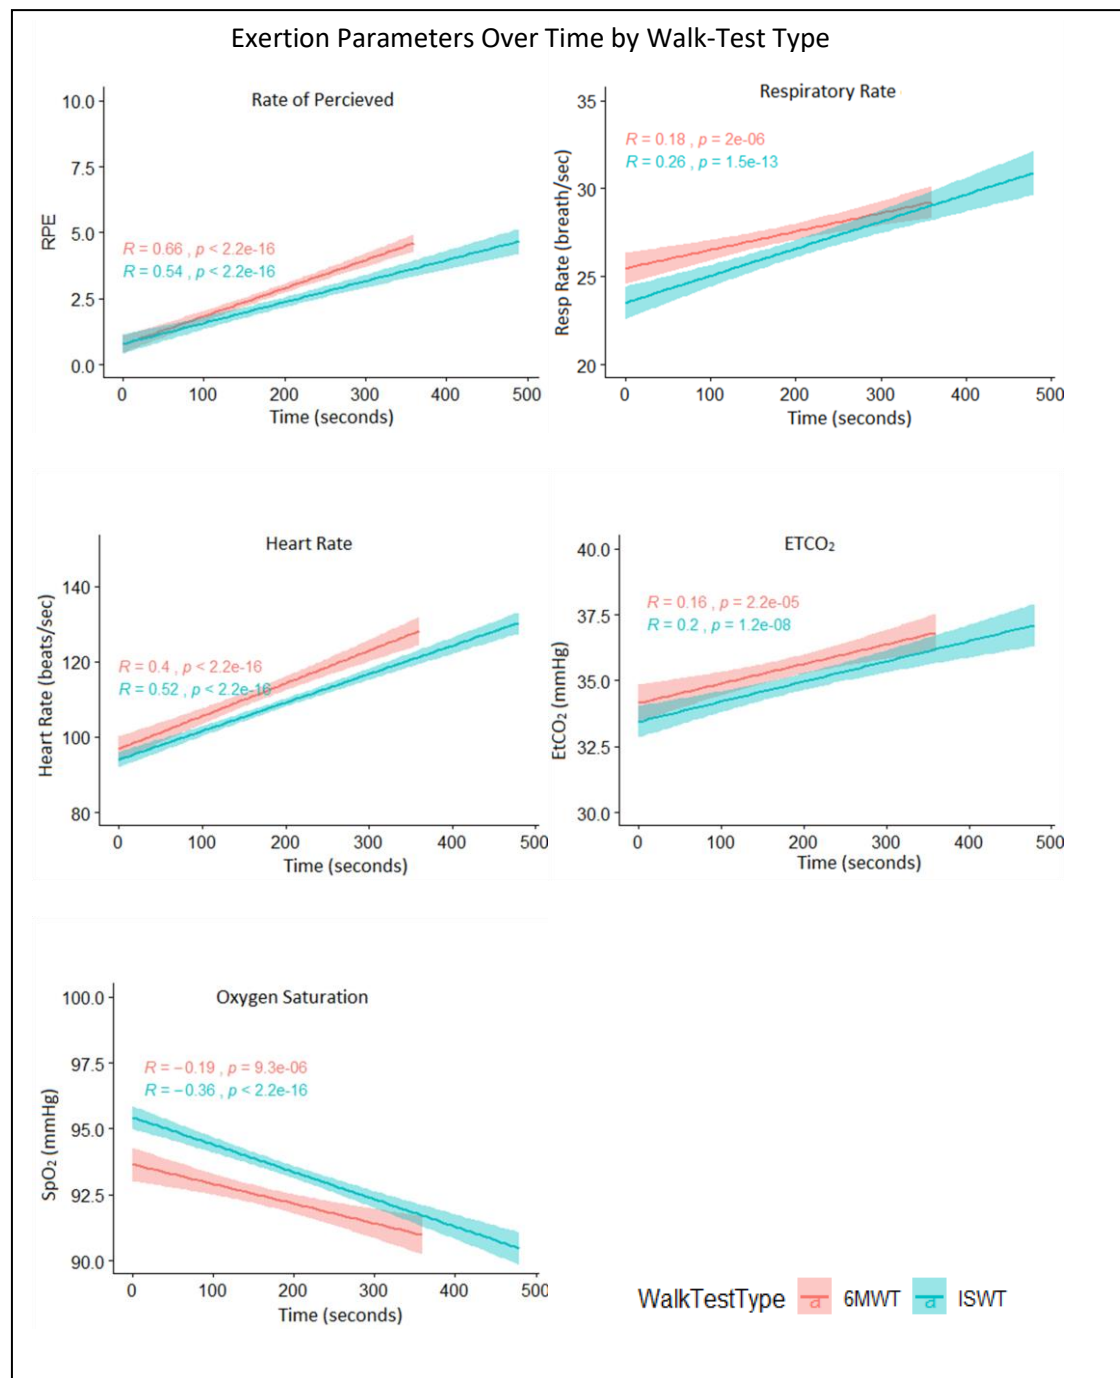 Exertion Parameters Over Time by Walk-Test Type
Rate of Percieved
10.0
7.5
5.0
2.5
0.0
RPE
R = 0.66 , p < 2.2e-16
R = 0.54 , p < 2.2e-16
0 100 200 300 400 500
Time (seconds)
Respiratory Rate
35
30
25
20
Resp Rate (breath/sec)
R = 0.18 , p = 2e-06
R = 0.26 , p = 1.5e-13
0 100 200 300 400 500
Time (seconds)
Heart Rate
140
120
100
80
Heart Rate (beats/sec)
R = 0.4 , p < 2.2e-16
R = 0.52 , p < 2.2e-16
0 100 200 300 400 500
Time (seconds)
ETCO₂
40.0
37.5
35.0
32.5
30.0
EtCO₂ (mmHg)
R = 0.16 , p = 2.2e-05
R = 0.2 , p = 1.2e-08
0 100 200 300 400 500
Time (seconds)
Oxygen Saturation
100.0
97.5
95.0
92.5
90.0
SpO₂ (mmHg)
R = −0.19 , p = 9.3e-06
R = −0.36 , p < 2.2e-16
0 100 200 300 400 500
Time (seconds)
WalkTestType a 6MWT a ISWT